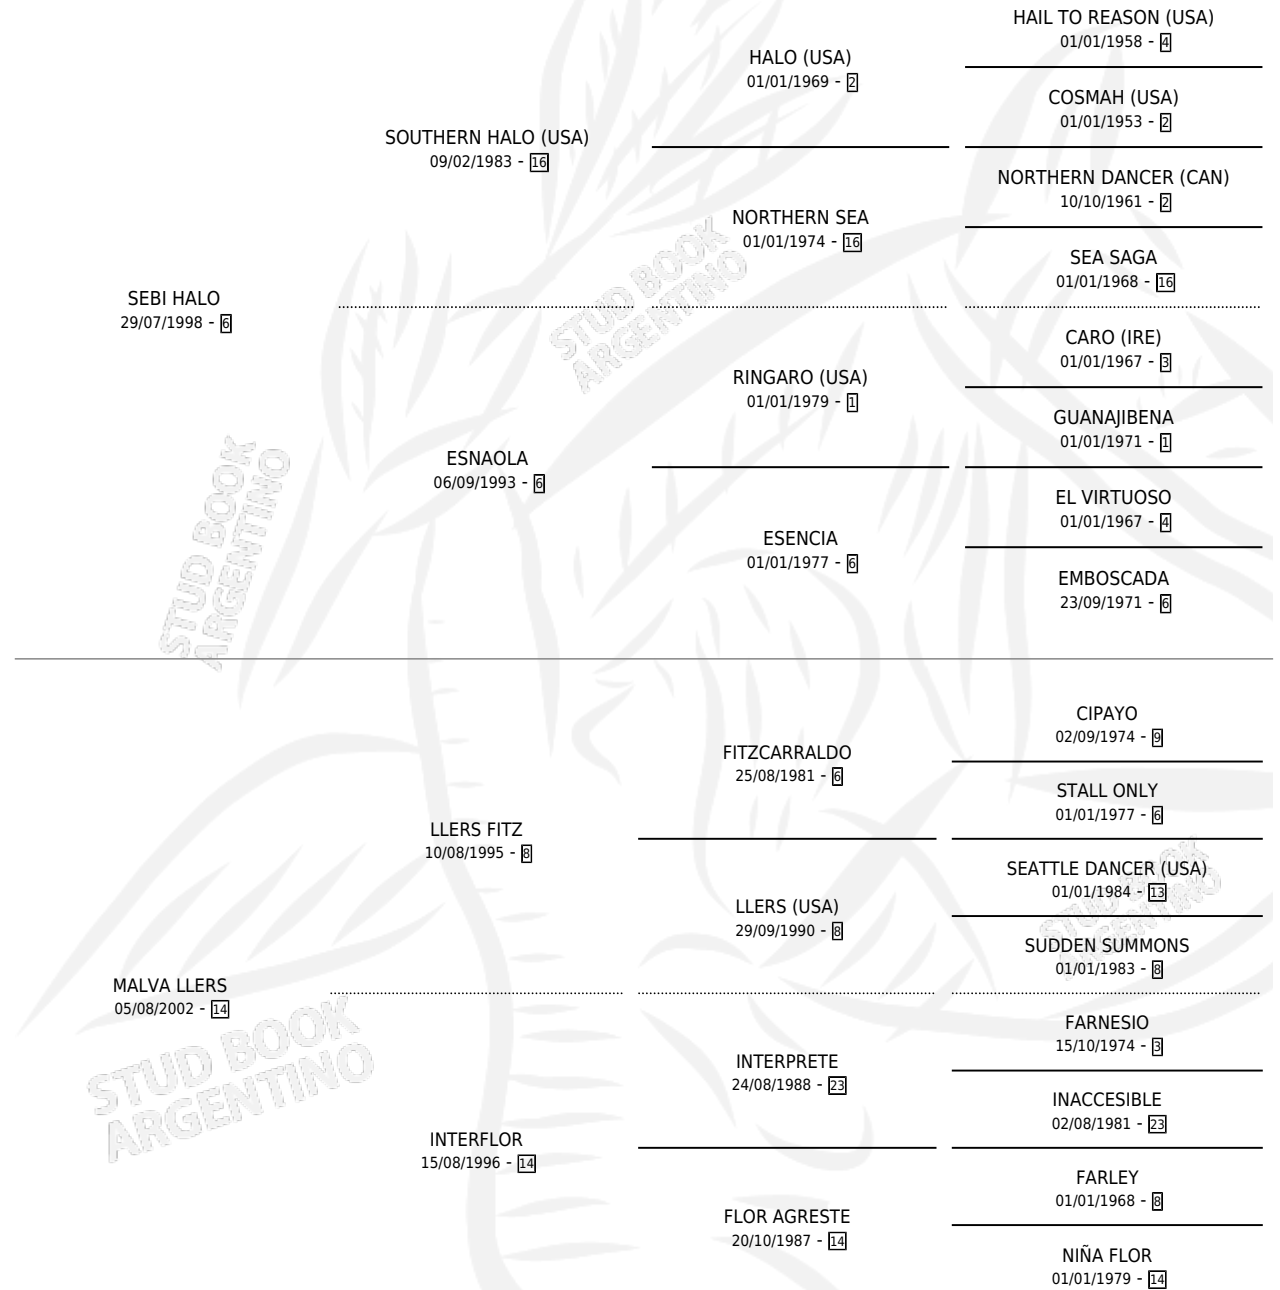 HAIL TO REASON (USA)
01/01/1958 - 4
HALO (USA)
01/01/1969 - 2
COSMAH (USA)
01/01/1953 - 2
SOUTHERN HALO (USA)
09/02/1983 - 16
NORTHERN DANCER (CAN)
10/10/1961 - 2
NORTHERN SEA
01/01/1974 - 16
SEA SAGA
01/01/1968 - 16
SEBI HALO
29/07/1998 - 6
CARO (IRE)
01/01/1967 - 3
RINGARO (USA)
01/01/1979 - 1
GUANAJIBENA
01/01/1971 - 1
ESNAOLA
06/09/1993 - 6
EL VIRTUOSO
01/01/1967 - 4
ESENCIA
01/01/1977 - 6
EMBOSCADA
23/09/1971 - 6
STUD BOOK
ARGENTINO
STUD BOOK
ARGENTINO
CIPAYO
02/09/1974 - 9
FITZCARRALDO
25/08/1981 - 6
STALL ONLY
01/01/1977 - 6
LLERS FITZ
10/08/1995 - 8
SEATTLE DANCER (USA)
01/01/1984 - 13
LLERS (USA)
29/09/1990 - 8
SUDDEN SUMMONS
01/01/1983 - 8
STUD BOOK
ARGENTINO
MALVA LLERS
05/08/2002 - 14
FARNESIO
15/10/1974 - 3
INTERPRETE
24/08/1988 - 23
INACCESIBLE
02/08/1981 - 23
INTERFLOR
15/08/1996 - 14
FARLEY
01/01/1968 - 8
FLOR AGRESTE
20/10/1987 - 14
NIÑA FLOR
01/01/1979 - 14
STUD BOOK
ARGENTINO